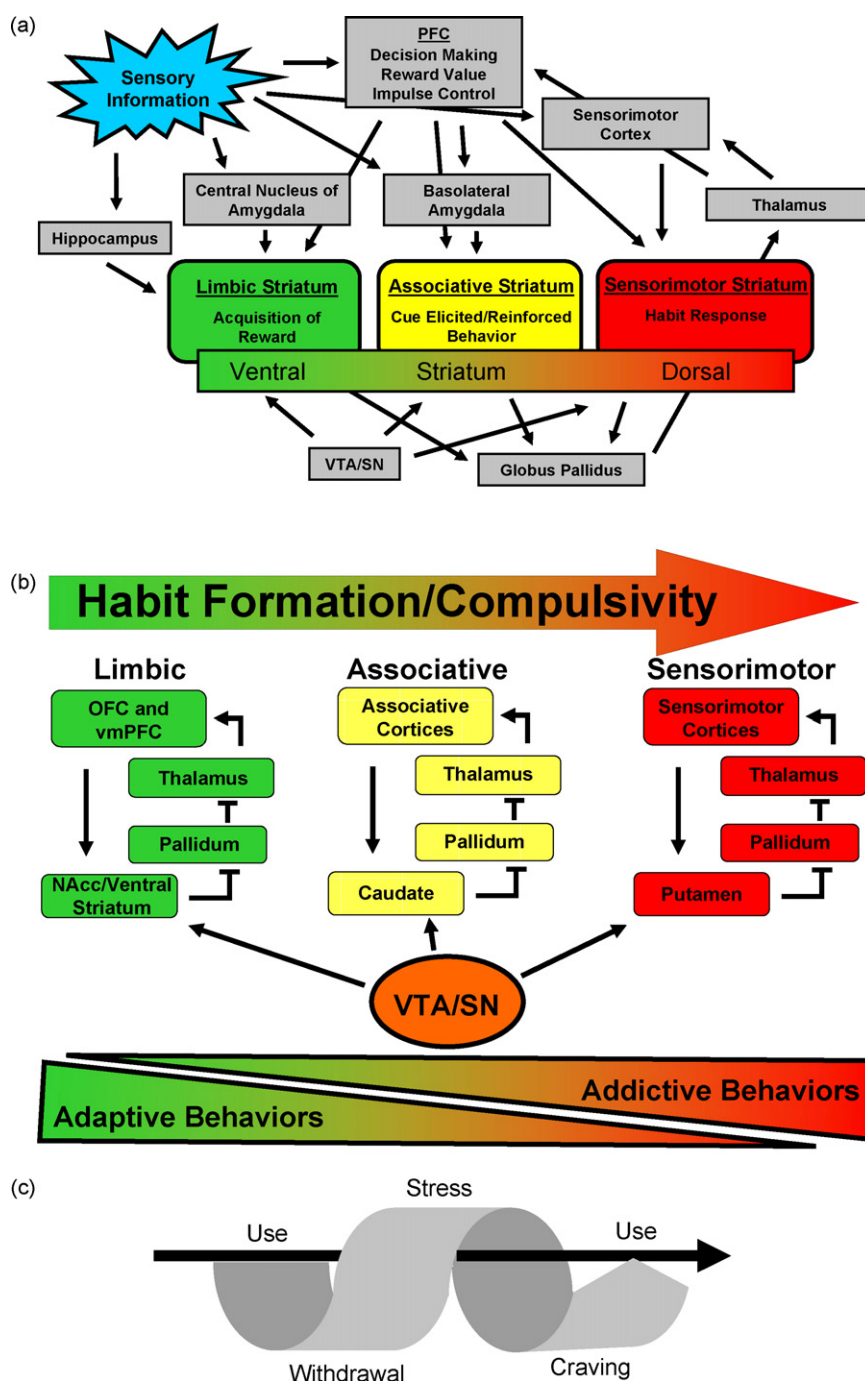 (a)
PFC
Decision Making
Reward Value
Impulse Control
Sensory
Information
Sensorimotor
Cortex
Central Nucleus of
Amygdala
Basolateral
Amygdala
Thalamus
Hippocampus
Limbic Striatum
Acquisition of
Reward
Associative Striatum
Cue Elicited/Reinforced
Behavior
Sensorimotor Striatum
Habit Response
Ventral
Striatum
Dorsal
VTA/SN
Globus Pallidus
(b)
Habit Formation/Compulsivity
Limbic
OFC and
vmPFC
Thalamus
Pallidum
NAcc/Ventral
Striatum
Associative
Associative
Cortices
Thalamus
Pallidum
Caudate
Sensorimotor
Sensorimotor
Cortices
Thalamus
Pallidum
Putamen
VTA/SN
Addictive Behaviors
Adaptive Behaviors
(c)
Stress
Use
Use
Withdrawal
Craving